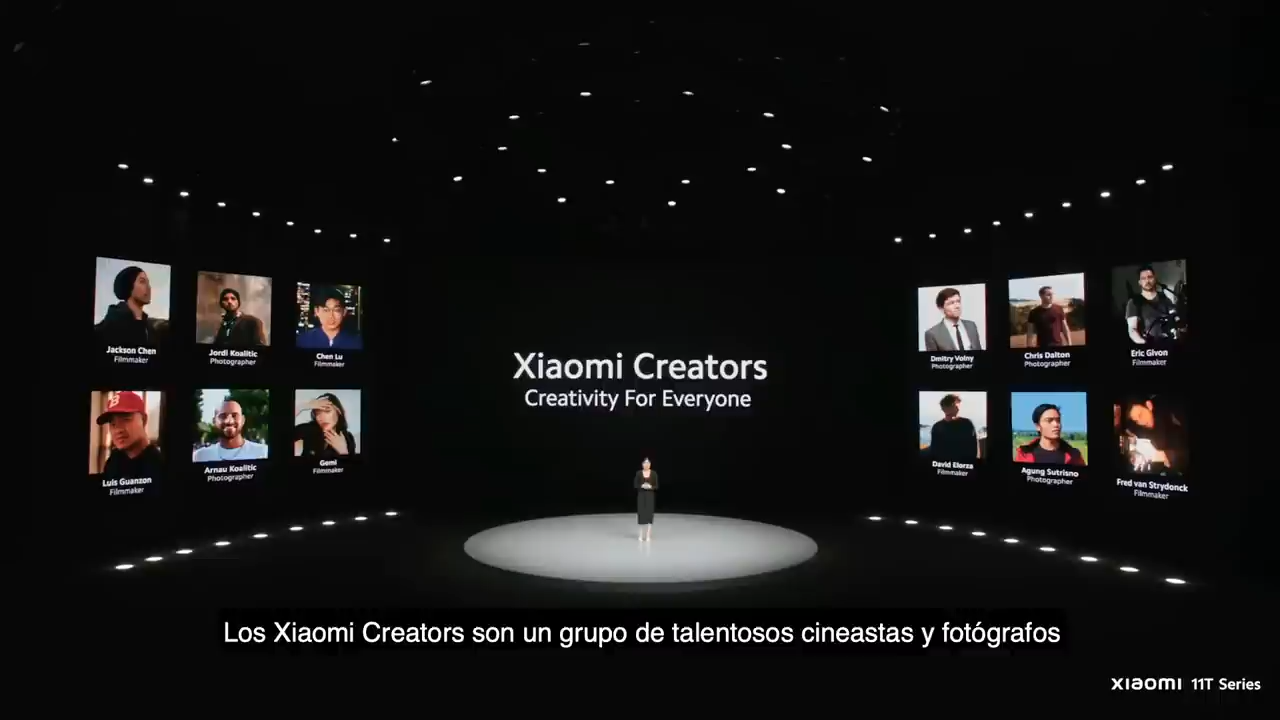 Xiaomi Creators
Creativity For Everyone
Jackson Chen
Filmmaker
Jordi Koalitic
Photographer
Chen Lu
Filmmaker
Luis Guanzon
Filmmaker
Arnau Koalitic
Photographer
Gemi
Filmmaker
Dmitry Volny
Photographer
Chris Dalton
Photographer
Eric Givon
Filmmaker
David Elorza
Filmmaker
Agung Sutrisno
Photographer
Fred van Strydonck
Filmmaker
Los Xiaomi Creators son un grupo de talentosos cineastas y fotógrafos
xiaomi 11T Series